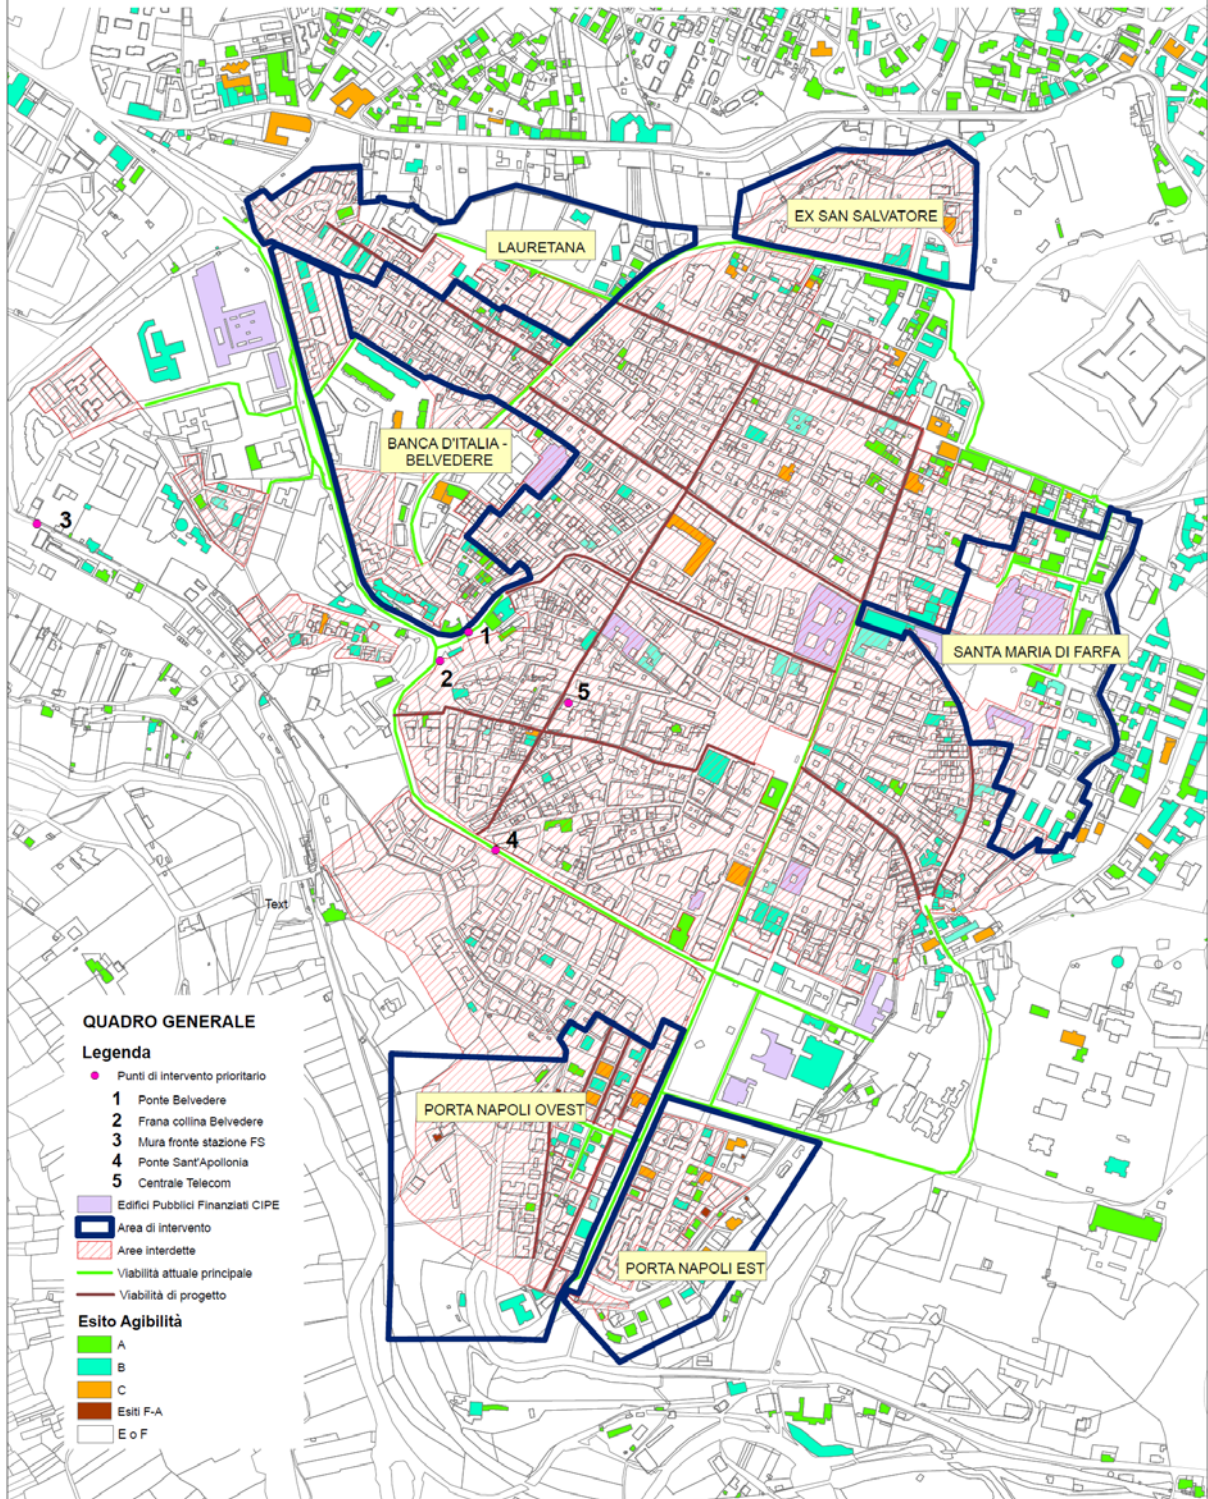 EX SAN SALVATORE
LAURETANA
BANCA D'ITALIA -
BELVEDERE
3
1
SANTA MARIA DI FARFA
2
5
4
Text
QUADRO GENERALE
Legenda
Punti di intervento prioritario
1 Ponte Belvedere
2 Frana collina Belvedere
3 Mura fronte stazione FS
4 Ponte Sant'Apollonia
5 Centrale Telecom
Edifici Pubblici Finanziati CIPE
Area di intervento
Aree interdette
Viabilità attuale principale
Viabilità di progetto
Esito Agibilità
A
B
C
Esiti F-A
E o F
PORTA NAPOLI OVEST
PORTA NAPOLI EST